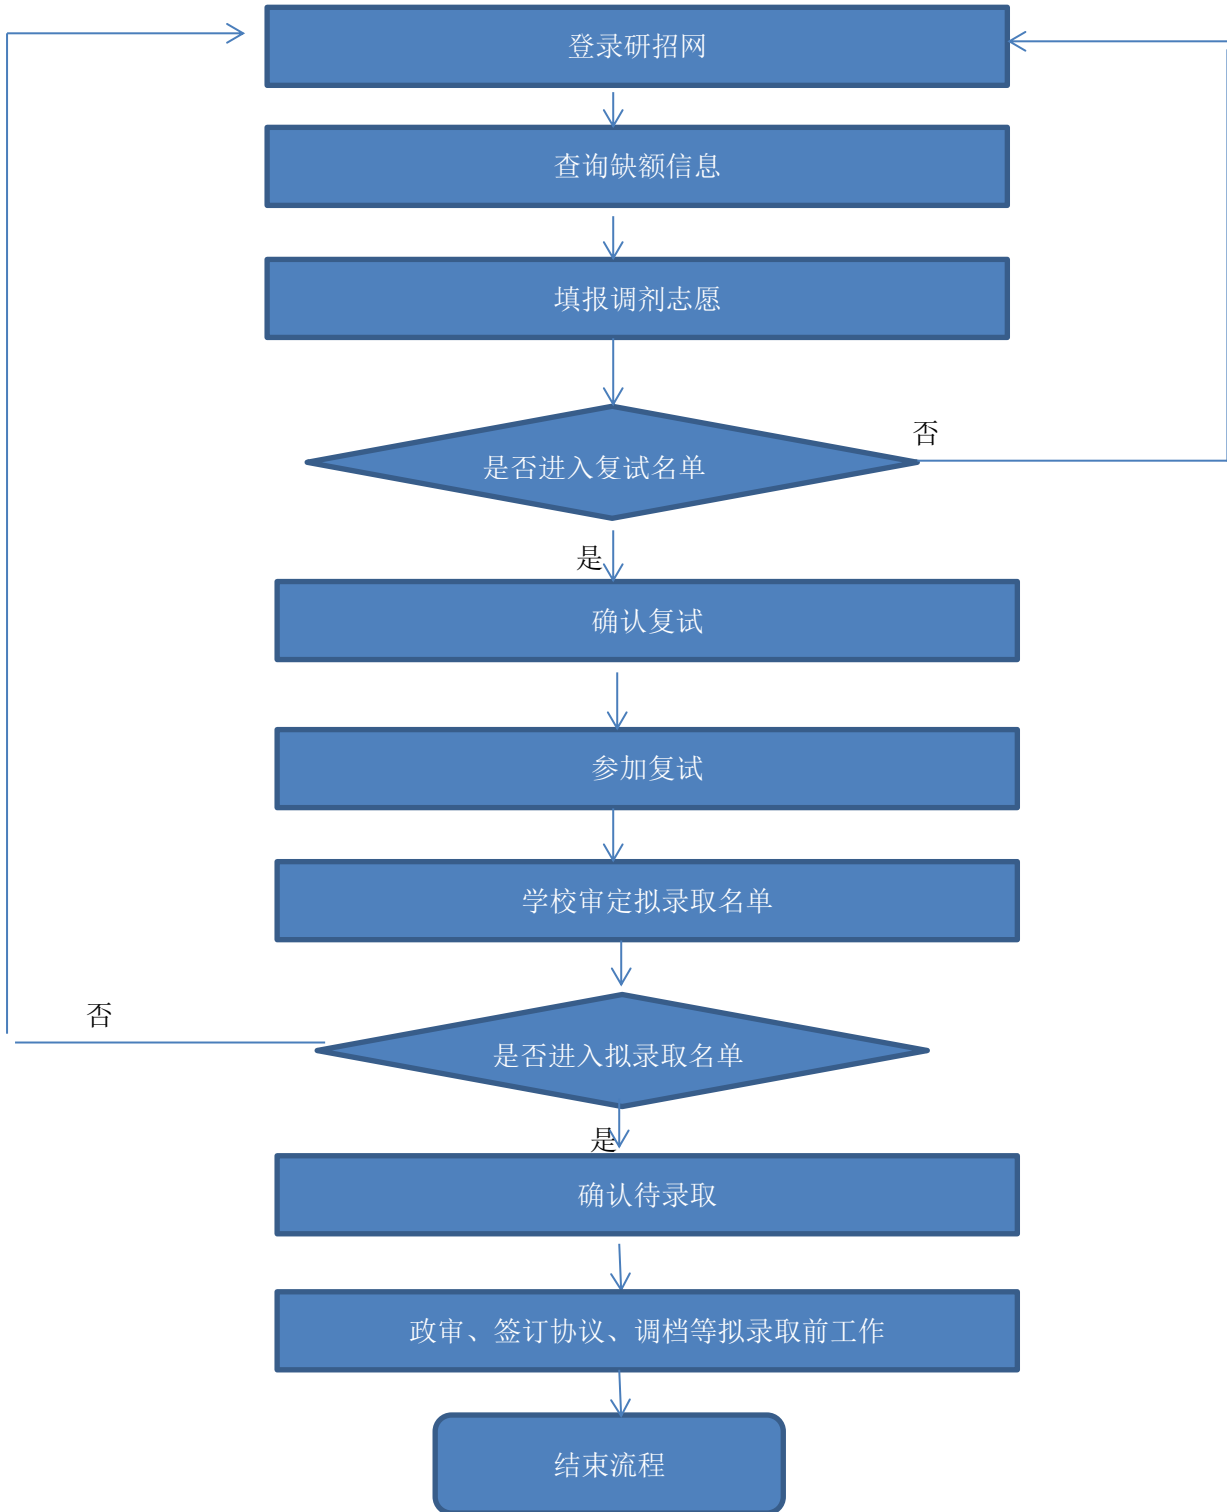 登录研招网
查询缺额信息
填报调剂志愿
否
是否进入复试名单
是
确认复试
参加复试
学校审定拟录取名单
否
是否进入拟录取名单
是
确认待录取
政审、签订协议、调档等拟录取前工作
结束流程